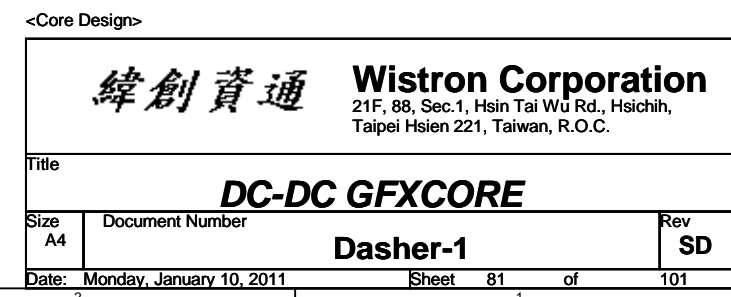 <Core Design>
緯創資通
Wistron Corporation
21F, 88, Sec.1, Hsin Tai Wu Rd., Hsichih,
Taipei Hsien 221, Taiwan, R.O.C.
Title
DC-DC GFXCORE
Size Document Number Rev
A4 Dasher-1 SD
Date: Monday, January 10, 2011 Sheet 81 of 101
2 1